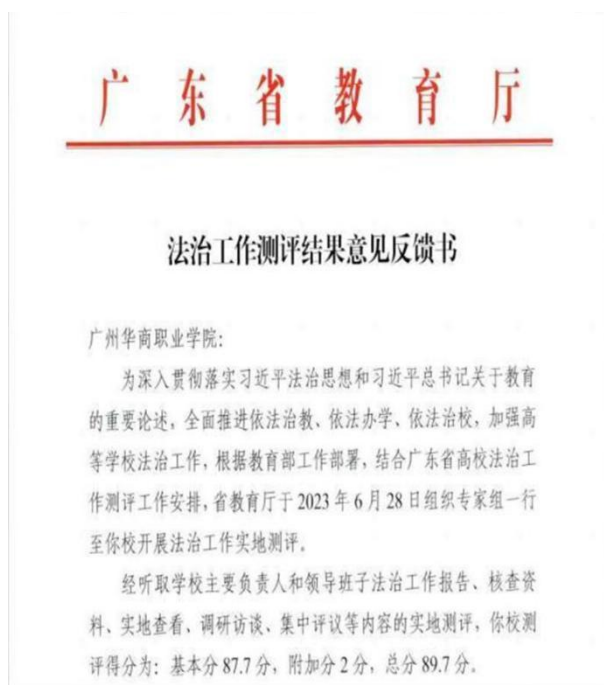 广东省教育厅
法治工作测评结果意见反馈书
广州华商职业学院：
为深入贯彻落实习近平法治思想和习近平总书记关于教育
的重要论述，全面推进依法治教、依法办学、依法治校，加强高
等学校法治工作，根据教育部工作部署，结合广东省高校法治工
作测评工作安排，省教育厅于 2023 年 6 月 28 日组织专家组一行
至你校开展法治工作实地测评。
经听取学校主要负责人和领导班子法治工作报告、核查资
料、实地查看、调研访谈、集中评议等内容的实地测评，你校测
评得分为：基本分 87.7 分，附加分 2 分，总分 89.7 分。